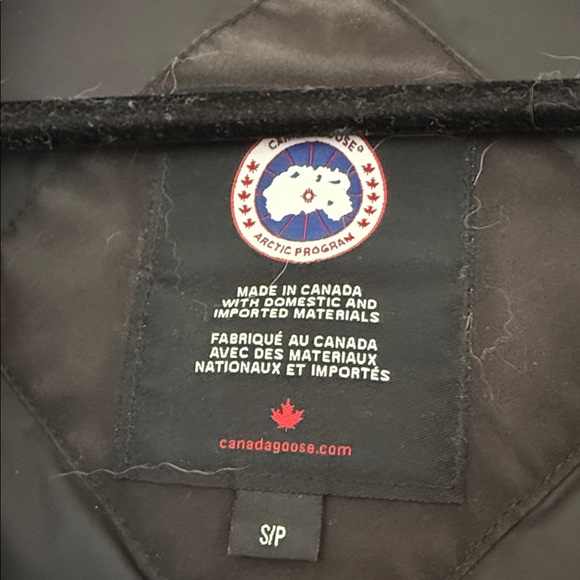 CANADA GOOSE®
ARCTIC PROGRAM
MADE IN CANADA
WITH DOMESTIC AND
IMPORTED MATERIALS
FABRIQUÉ AU CANADA
AVEC DES MATERIAUX
NATIONAUX ET IMPORTÉS
canadagoose.com
S/P